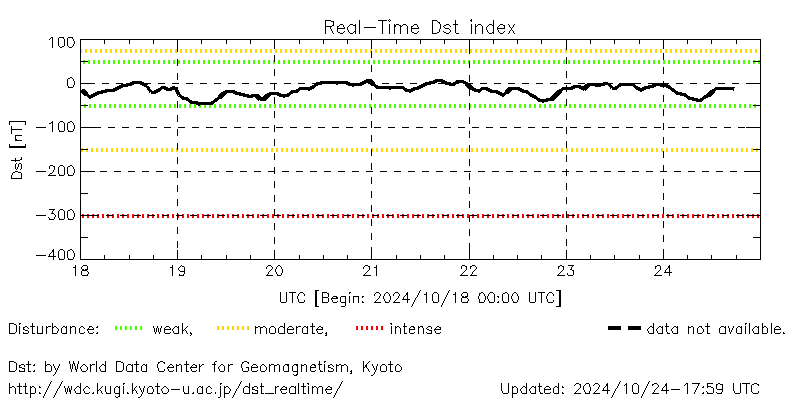 Real-Time Dst index
100
0
-100
-200
-300
-400
Dst [nT]
18 19 20 21 22 23 24
UTC [Begin: 2024/10/18 00:00 UTC]
Disturbance: weak, moderate, intense data not available.
Dst: by World Data Center for Geomagnetism, Kyoto
http://wdc.kugi.kyoto-u.ac.jp/dst_realtime/ Updated: 2024/10/24-17:59 UTC